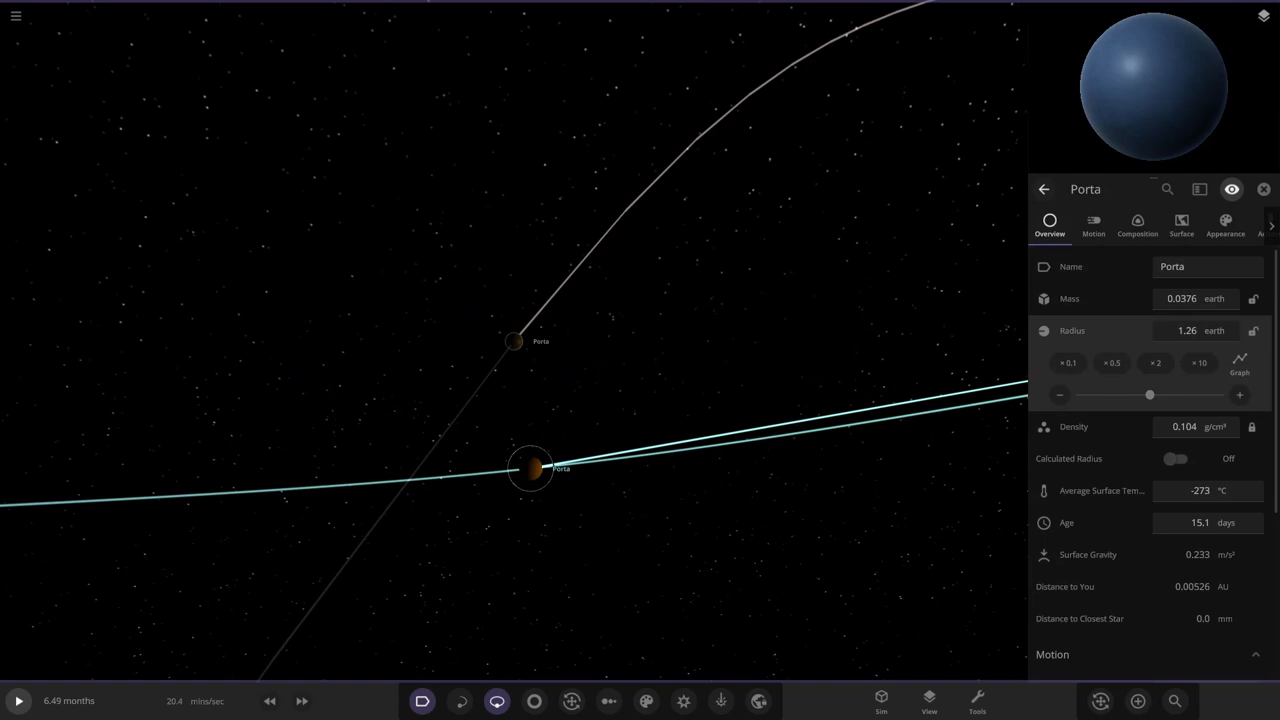 Porta
Overview
Motion
Composition
Surface
Appearance
Name
Porta
Mass
0.0376 earth
Radius
1.26 earth
× 0.1
× 0.5
× 2
× 10
Graph
Density
0.104 g/cm³
Calculated Radius
Off
Average Surface Tem...
-273 °C
Age
15.1 days
Surface Gravity
0.233 m/s²
Distance to You
0.00526 AU
Distance to Closest Star
0.0 mm
Motion
Porta
Porta
6.49 months
20.4 mins/sec
Sim
View
Tools